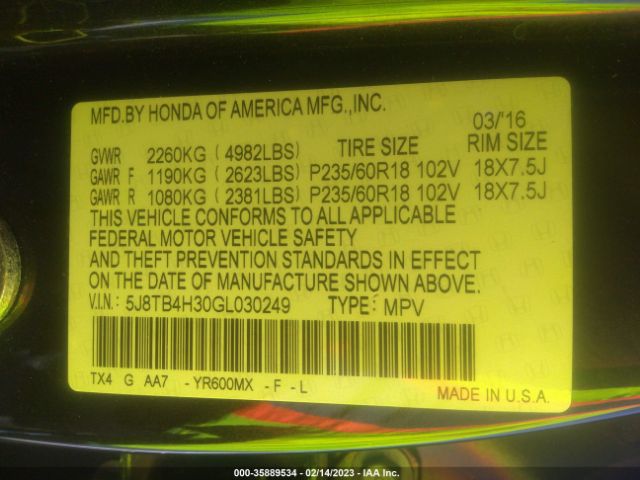 MFD.BY HONDA OF AMERICA MFG.,INC.
03/'16
GVWR 2260KG (4982LBS) TIRE SIZE RIM SIZE
GAWR F 1190KG (2623LBS) P235/60R18 102V 18X7.5J
GAWR R 1080KG (2381LBS) P235/60R18 102V 18X7.5J
THIS VEHICLE CONFORMS TO ALL APPLICABLE
FEDERAL MOTOR VEHICLE SAFETY
AND THEFT PREVENTION STANDARDS IN EFFECT
ON THE DATE OF MANUFACTURE SHOWN ABOVE.
V.I.N: 5J8TB4H30GL030249 TYPE: MPV
TX4 G AA7 -YR600MX -F-L
MADE IN U.S.A.
000-35889534 - 02/14/2023 - IAA Inc.